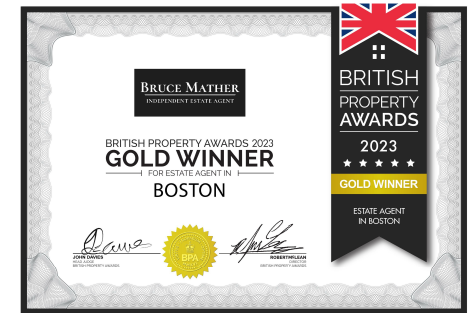 BRUCE MATHER
INDEPENDENT ESTATE AGENT
BRITISH PROPERTY AWARDS 2023
GOLD WINNER
FOR ESTATE AGENT IN
BOSTON
JOHN DAVIES
HEAD JUDGE
BRITISH PROPERTY AWARDS
BPA
ROBERT McLEAN
DIRECTOR
BRITISH PROPERTY AWARDS
BRITISH
PROPERTY
AWARDS
2023
GOLD WINNER
ESTATE AGENT
IN BOSTON